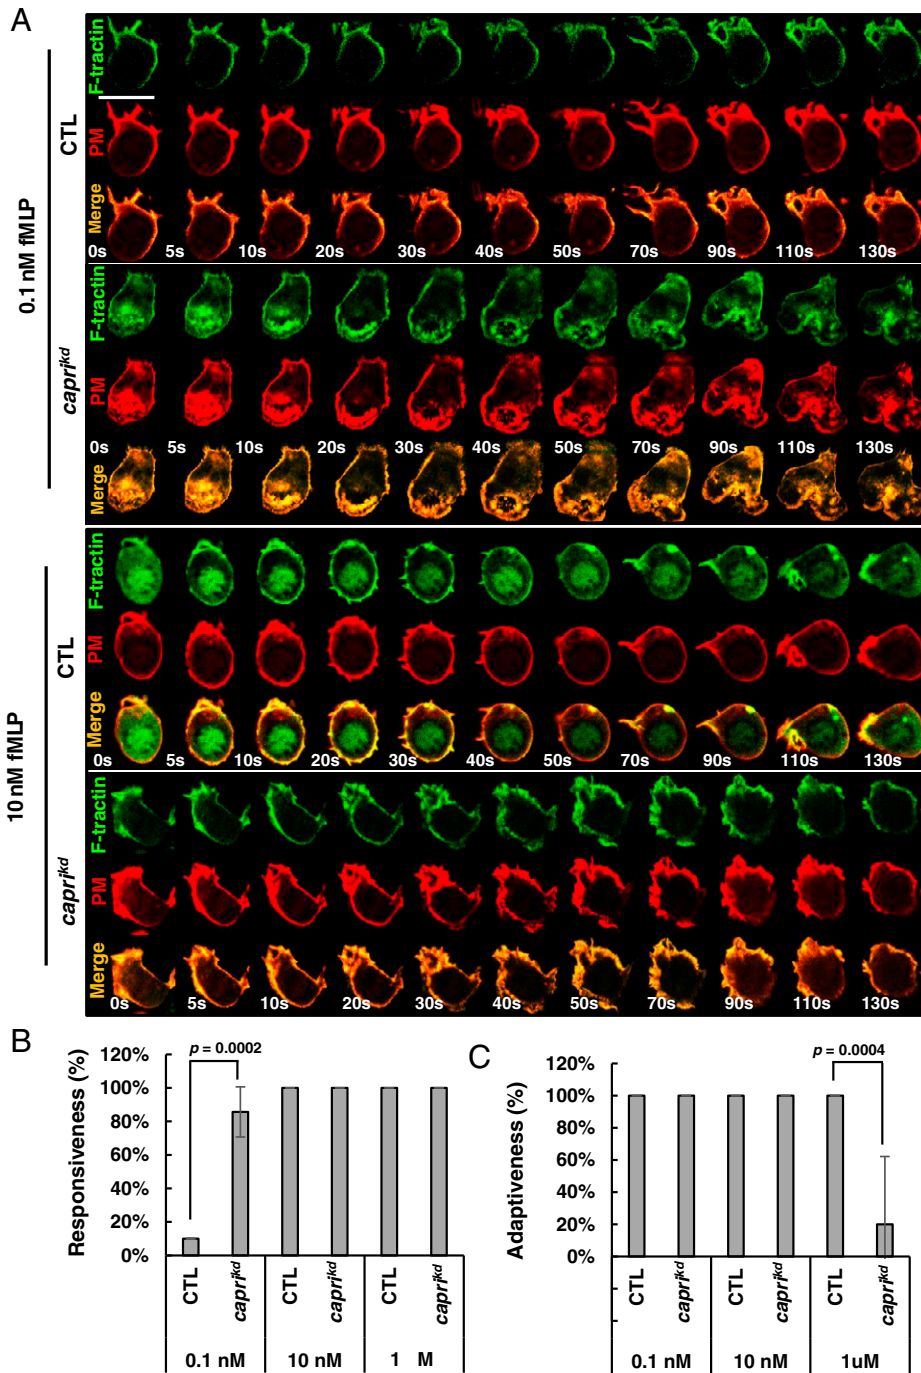 A
0.1 nM fMLP
CTL
F-tractin
PM
Merge
0s 5s 10s 20s 30s 40s 50s 70s 90s 110s 130s
capri^kd
F-tractin
PM
0s 5s 10s 20s 30s 40s 50s 70s 90s 110s 130s
Merge
10 nM fMLP
CTL
F-tractin
PM
Merge
0s 5s 10s 20s 30s 40s 50s 70s 90s 110s 130s
capri^kd
F-tractin
PM
Merge
0s 5s 10s 20s 30s 40s 50s 70s 90s 110s 130s
B
Responsiveness (%)
120%
100%
80%
60%
40%
20%
0%
p = 0.0002
CTL capri^kd CTL capri^kd CTL capri^kd
0.1 nM 10 nM 1 M
C
Adaptiveness (%)
120%
100%
80%
60%
40%
20%
0%
p = 0.0004
CTL capri^kd CTL capri^kd CTL capri^kd
0.1 nM 10 nM 1uM